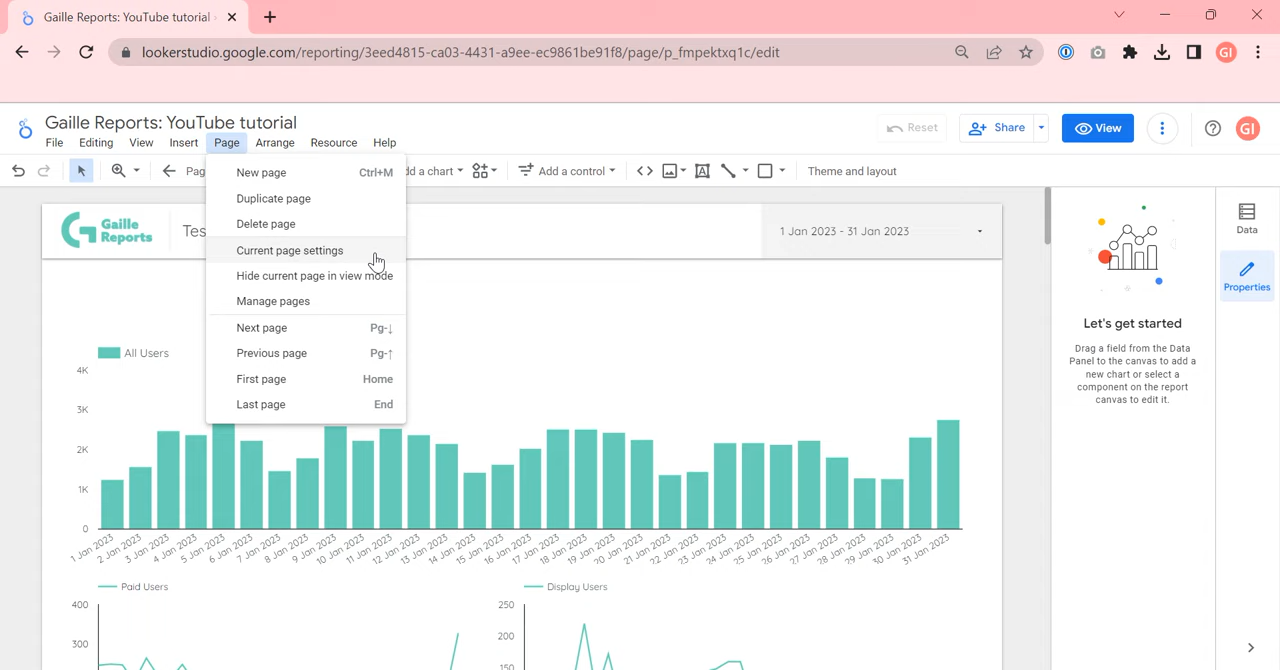 Gaille Reports: YouTube tutorial
lookerstudio.google.com/reporting/3eed4815-ca03-4431-a9ee-ec9861be91f8/page/p_fmpektxq1c/edit
GI
Gaille Reports: YouTube tutorial
File Editing View Insert Page Arrange Resource Help
Reset
Share
View
GI
Pag
dd a chart
Add a control
Theme and layout
New page Ctrl+M
Duplicate page
Delete page
Current page settings
Hide current page in view mode
Manage pages
Next page Pg-↓
Previous page Pg-↑
First page Home
Last page End
Gaille
Reports
Tes
1 Jan 2023 - 31 Jan 2023
All Users
4K
3K
2K
1K
0
1 Jan 2023
2 Jan 2023
3 Jan 2023
4 Jan 2023
5 Jan 2023
6 Jan 2023
7 Jan 2023
8 Jan 2023
9 Jan 2023
10 Jan 2023
11 Jan 2023
12 Jan 2023
13 Jan 2023
14 Jan 2023
15 Jan 2023
16 Jan 2023
17 Jan 2023
18 Jan 2023
19 Jan 2023
20 Jan 2023
21 Jan 2023
22 Jan 2023
23 Jan 2023
24 Jan 2023
25 Jan 2023
26 Jan 2023
27 Jan 2023
28 Jan 2023
29 Jan 2023
30 Jan 2023
31 Jan 2023
Paid Users
400
300
Display Users
250
200
150
Let's get started
Drag a field from the Data
Panel to the canvas to add a
new chart or select a
component on the report
canvas to edit it.
Data
Properties